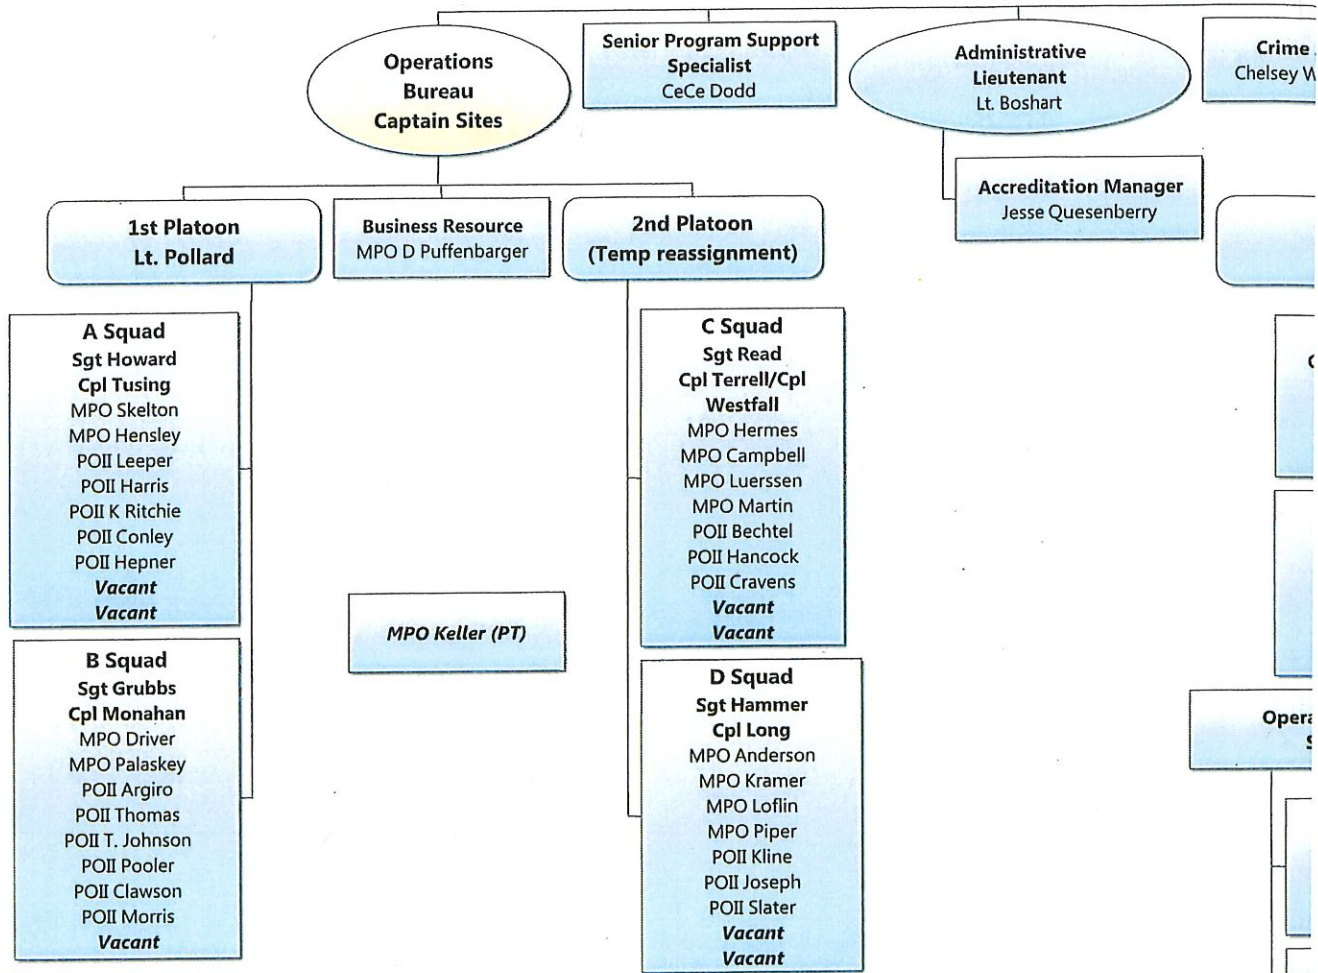 Operations
Bureau
Captain Sites
Senior Program Support
Specialist
CeCe Dodd
Administrative
Lieutenant
Lt. Boshart
Crime
Chelsey W
Accreditation Manager
Jesse Quesenberry
1st Platoon
Lt. Pollard
Business Resource
MPO D Puffenbarger
2nd Platoon
(Temp reassignment)
A Squad
Sgt Howard
Cpl Tusing
MPO Skelton
MPO Hensley
POII Leeper
POII Harris
POII K Ritchie
POII Conley
POII Hepner
Vacant
Vacant
B Squad
Sgt Grubbs
Cpl Monahan
MPO Driver
MPO Palaskey
POII Argiro
POII Thomas
POII T. Johnson
POII Pooler
POII Clawson
POII Morris
Vacant
MPO Keller (PT)
C Squad
Sgt Read
Cpl Terrell/Cpl
Westfall
MPO Hermes
MPO Campbell
MPO Luerssen
MPO Martin
POII Bechtel
POII Hancock
POII Cravens
Vacant
Vacant
D Squad
Sgt Hammer
Cpl Long
MPO Anderson
MPO Kramer
MPO Loflin
MPO Piper
POII Kline
POII Joseph
POII Slater
Vacant
Vacant
Opera
S